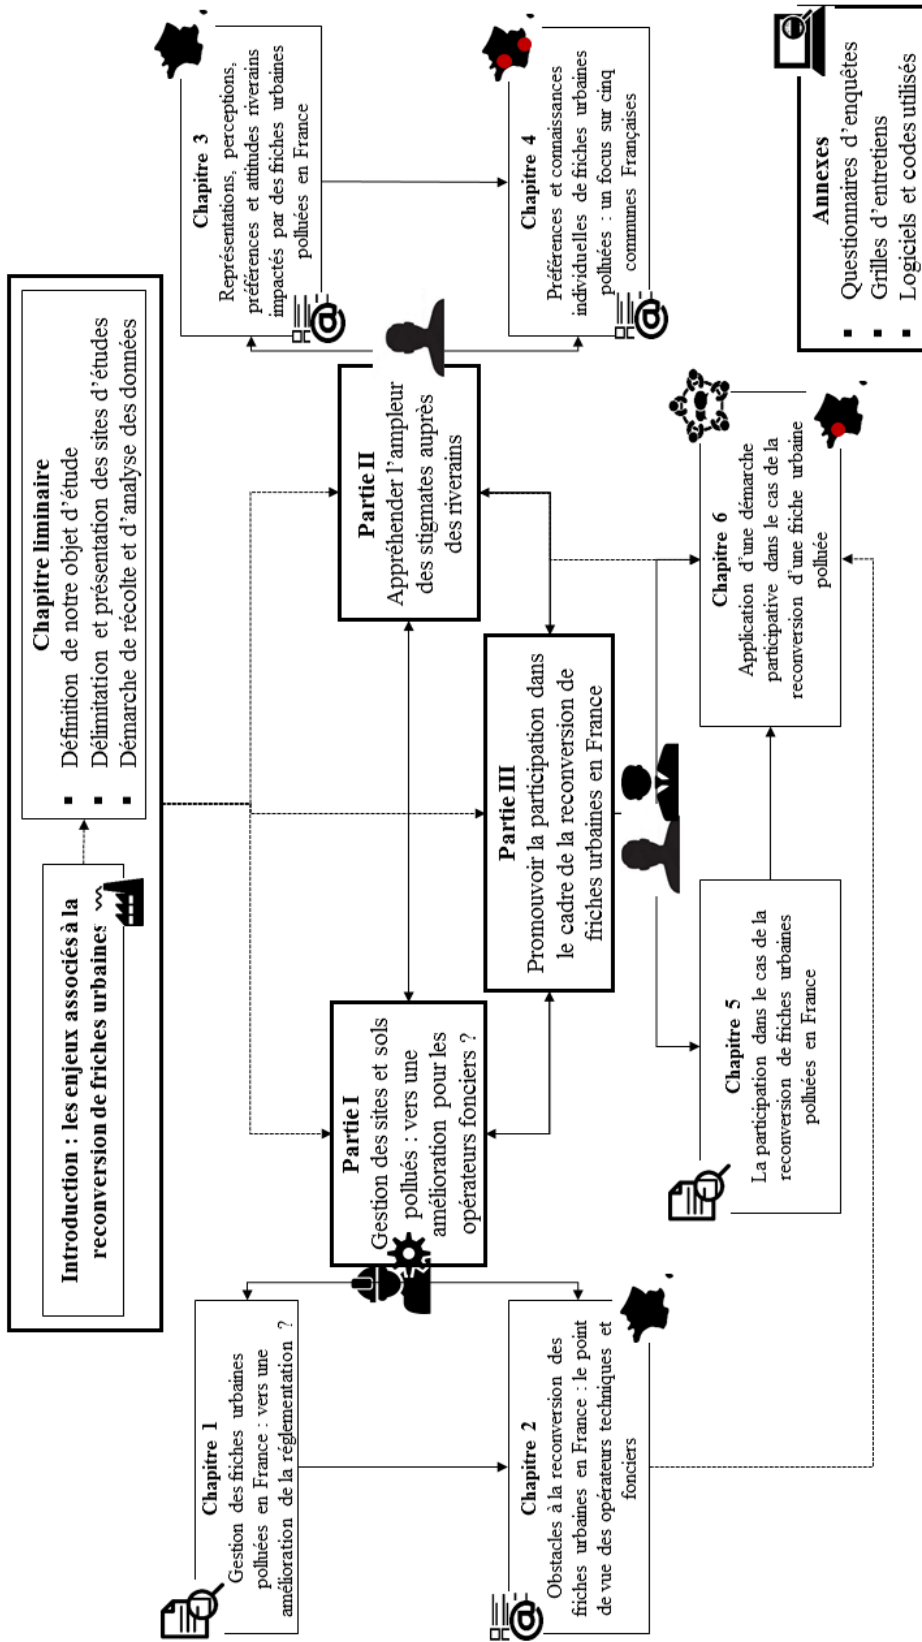 Introduction : les enjeux associés à la
reconversion de friches urbaines
Chapitre liminaire
▪ Définition de notre objet d'étude
▪ Délimitation et présentation des sites d'études
▪ Démarche de récolte et d'analyse des données
Chapitre 1
Gestion des friches urbaines
polluées en France : vers une
amélioration de la réglementation ?
Chapitre 2
Obstacles à la reconversion des
friches urbaines en France : le point
de vue des opérateurs techniques et
fonciers
Partie I
Gestion des sites et sols
pollués : vers une
amélioration pour les
opérateurs fonciers ?
Partie II
Appréhender l'ampleur
des stigmates auprès
des riverains
Partie III
Promouvoir la participation dans
le cadre de la reconversion de
friches urbaines en France
Chapitre 3
Représentations, perceptions,
préférences et attitudes riverains
impactés par des friches urbaines
polluées en France
Chapitre 4
Préférences et connaissances
individuelles de friches urbaines
polluées : un focus sur cinq
communes Françaises
Chapitre 5
La participation dans le cas de la
reconversion de friches urbaines
polluées en France
Chapitre 6
Application d'une démarche
participative dans le cas de la
reconversion d'une friche urbaine
polluée
Annexes
▪ Questionnaires d'enquêtes
▪ Grilles d'entretiens
▪ Logiciels et codes utilisés